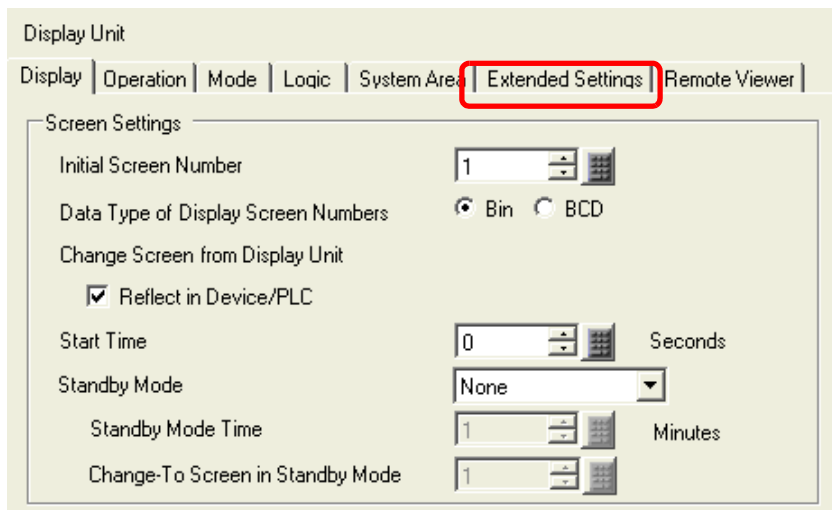 Display Unit
Display Operation Mode Logic System Area Extended Settings Remote Viewer
Screen Settings
Initial Screen Number 1
Data Type of Display Screen Numbers Bin BCD
Change Screen from Display Unit
Reflect in Device/PLC
Start Time 0 Seconds
Standby Mode None
Standby Mode Time 1 Minutes
Change-To Screen in Standby Mode 1